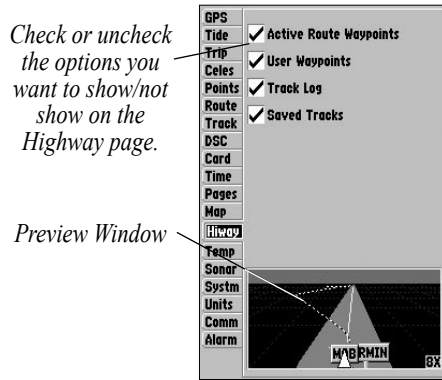 Check or uncheck
the options you
want to show/not
show on the
Highway page.
Preview Window
GPS
Tide
Trip
Celes
Points
Route
Track
DSC
Card
Time
Pages
Map
Hiway
Temp
Sonar
Systm
Units
Comm
Alarm
Active Route Waypoints
User Waypoints
Track Log
Saved Tracks
MOB
RMIN
8X